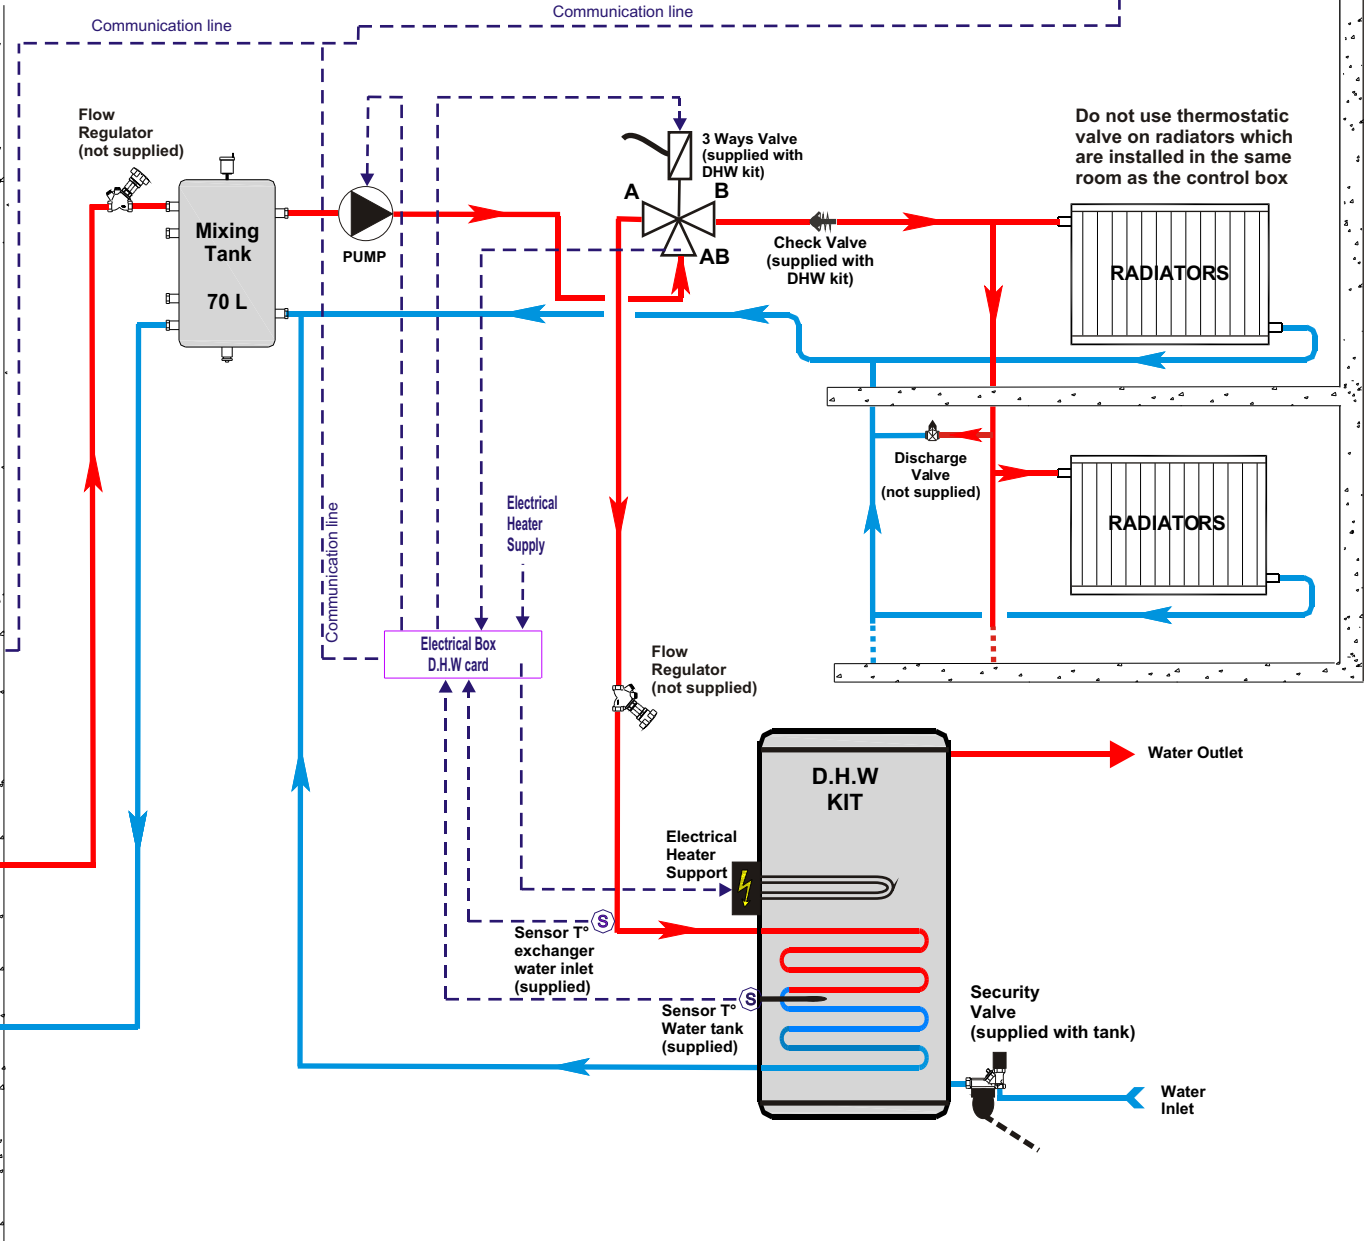 Communication line
Communication line
Flow
Regulator
(not supplied)
3 Ways Valve
(supplied with
DHW kit)
Do not use thermostatic
valve on radiators which
are installed in the same
room as the control box
A
B
AB
Mixing
Tank
70 L
PUMP
Check Valve
(supplied with
DHW kit)
RADIATORS
Discharge
Valve
(not supplied)
RADIATORS
Electrical
Heater
Supply
Communication line
Electrical Box
D.H.W card
Flow
Regulator
(not supplied)
D.H.W
KIT
Water Outlet
Electrical
Heater
Support
S
Sensor T°
exchanger
water inlet
(supplied)
S
Sensor T°
Water tank
(supplied)
Security
Valve
(supplied with tank)
Water
Inlet